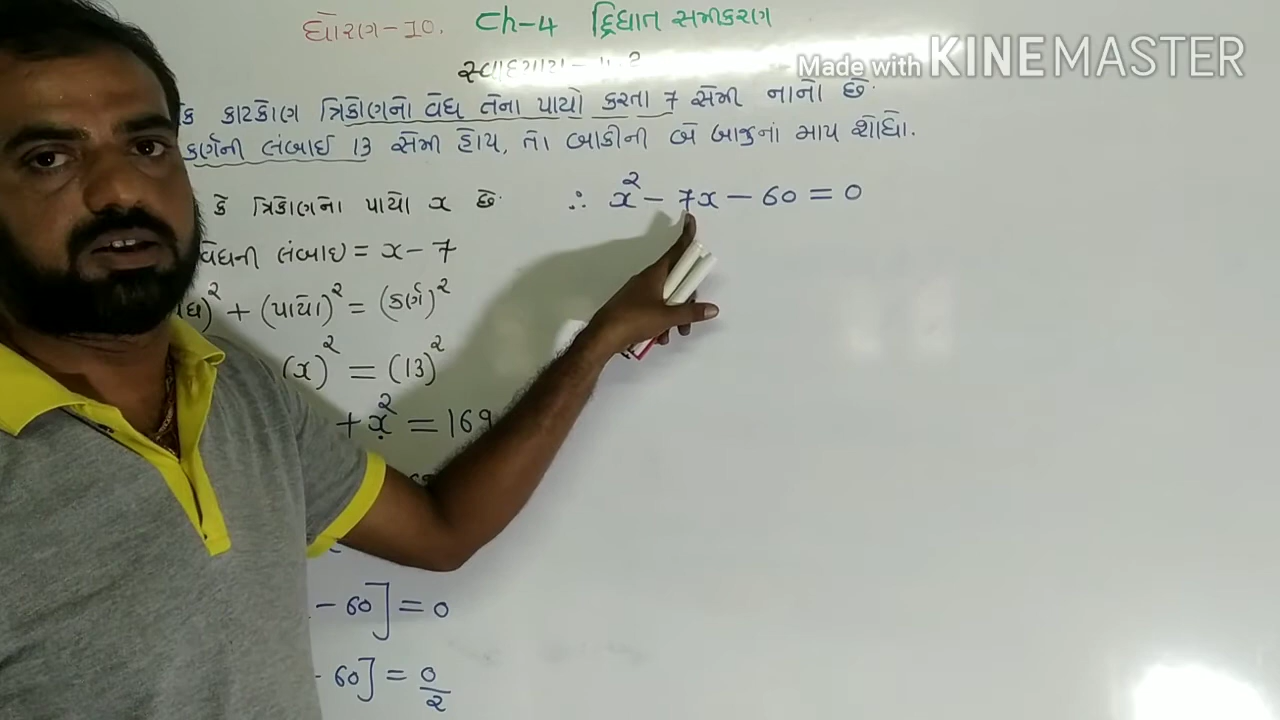 ધોરણ-10. Ch-4 દ્વિઘાત સમીકરણ
Made with KINEMASTER
સ્વાધ્યાય-
કાટકોણ ત્રિકોણનો વેધ તેના પાયા કરતા 7 સેમી નાનો છે.
કર્ણની લંબાઈ 13 સેમી હોય, તો બાકીની બે બાજુનાં માપ શોધો.
કે ત્રિકોણનો પાયો x છે
વેધની લંબાઇ = x - 7
)² + (પાયો)² = (કર્ણ)²
(x)² = (13)²
+ x² = 169
- 60] = 0
- 60] = 0/2
∴ x² - 7x - 60 = 0